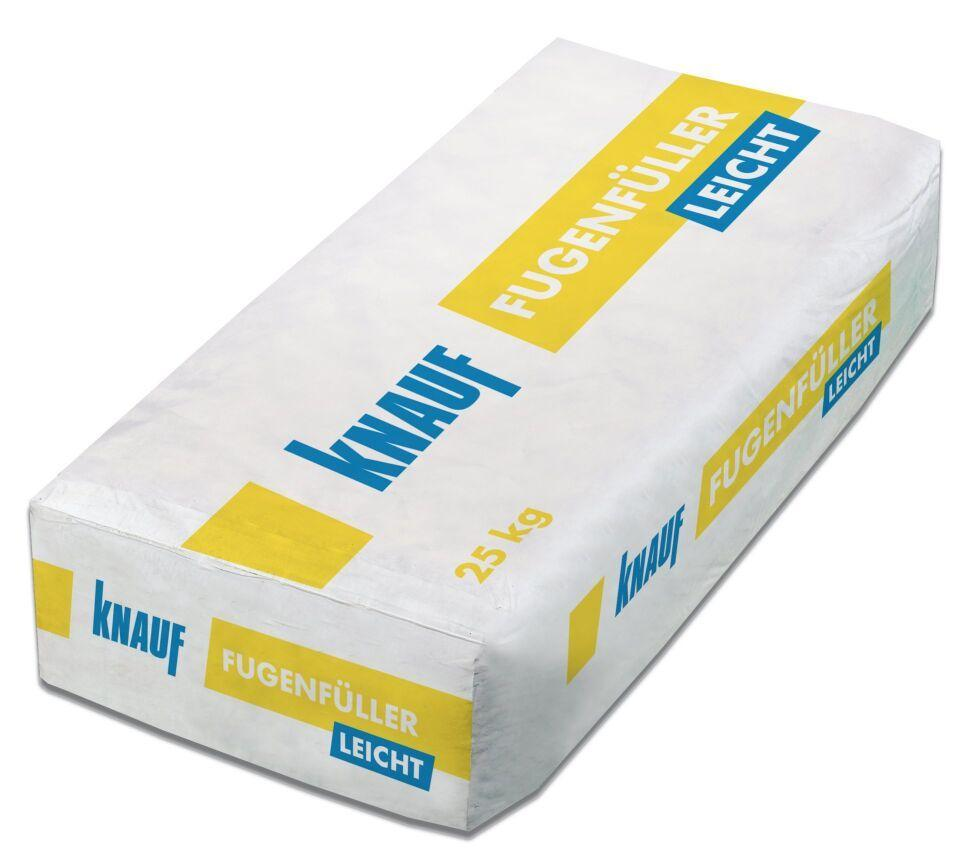 FUGENFÜLLER
LEICHT
KNAUF
25 kg
FUGENFÜLLER
LEICHT
KNAUF
KNAUF
FUGENFÜLLER
LEICHT